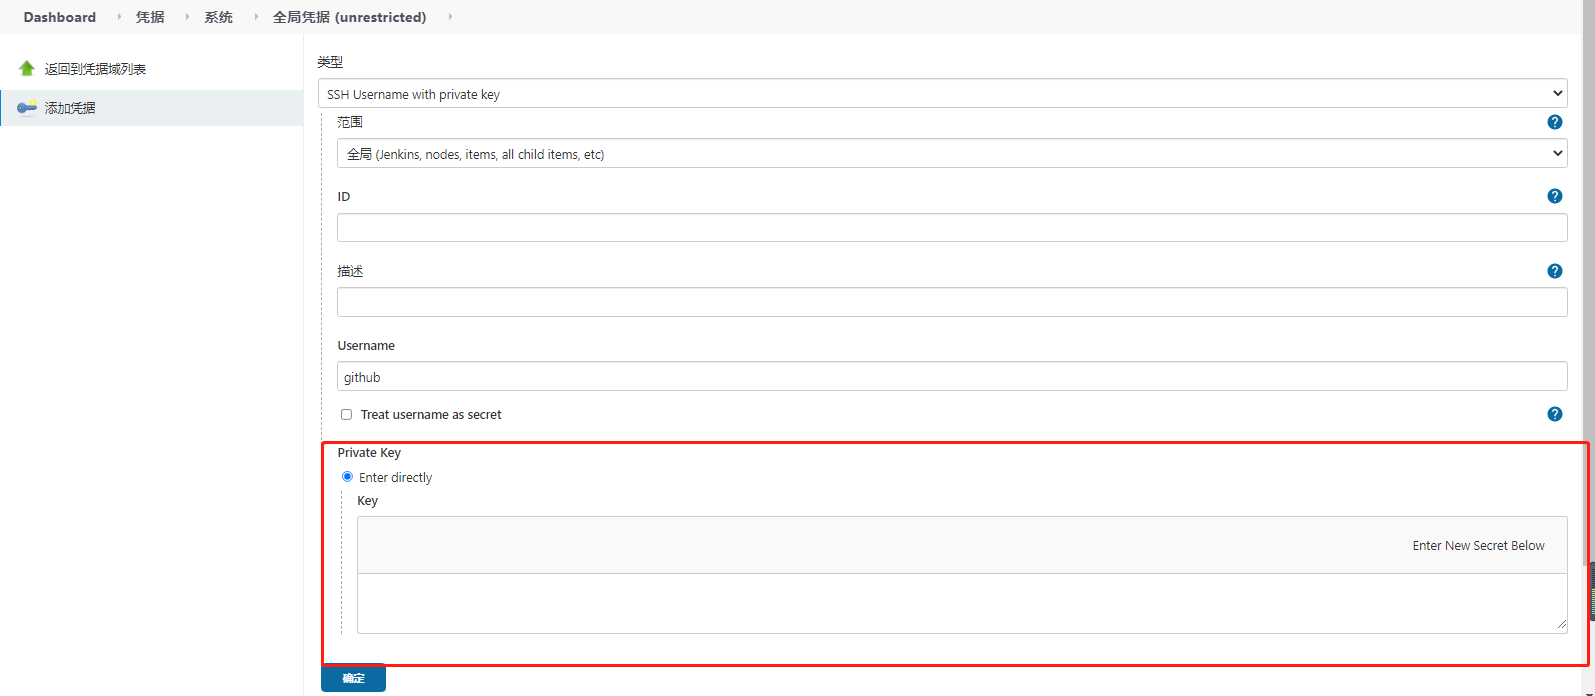 Dashboard 凭据 系统 全局凭据 (unrestricted)
返回到凭据域列表
添加凭据
类型
SSH Username with private key
范围
全局 (Jenkins, nodes, items, all child items, etc)
ID
描述
Username
github
Treat username as secret
Private Key
Enter directly
Key
Enter New Secret Below
确定